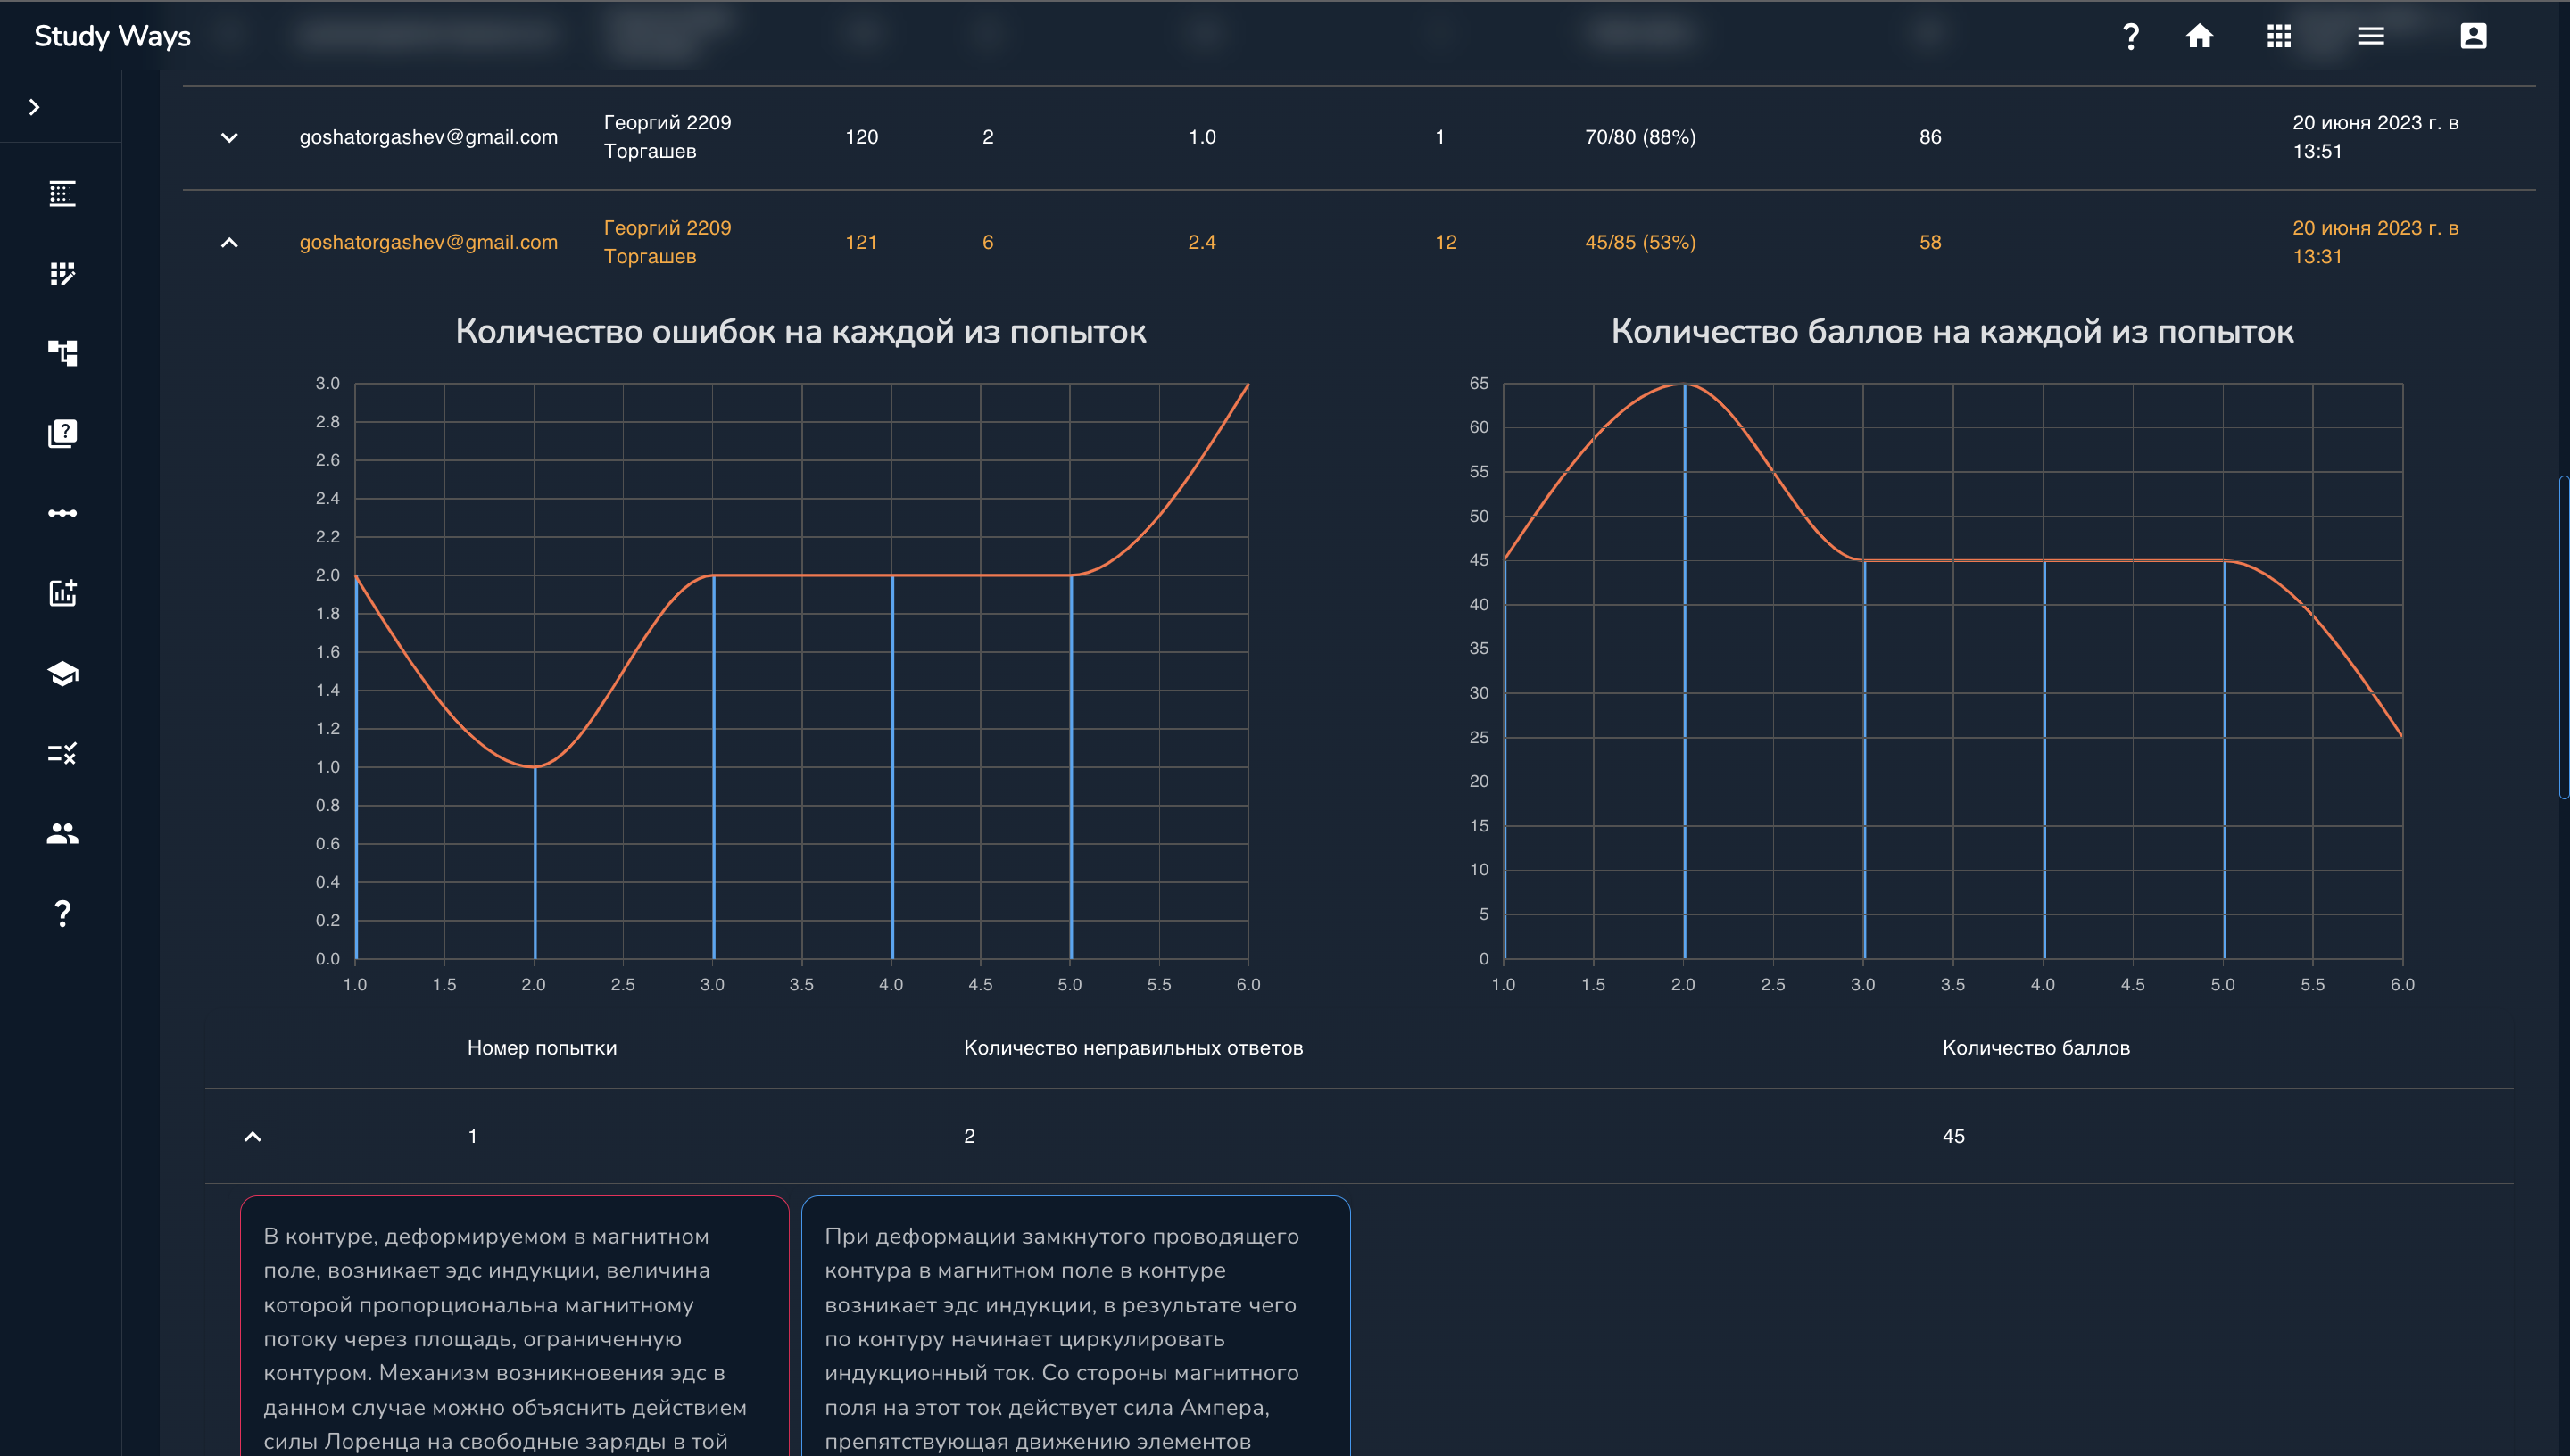 Study Ways
goshatorgashev@gmail.com
Георгий 2209
Торгашев
120
2
1.0
1
70/80 (88%)
86
20 июня 2023 г. в
13:51
goshatorgashev@gmail.com
Георгий 2209
Торгашев
121
6
2.4
12
45/85 (53%)
58
20 июня 2023 г. в
13:31
Количество ошибок на каждой из попыток
3.0
2.8
2.6
2.4
2.2
2.0
1.8
1.6
1.4
1.2
1.0
0.8
0.6
0.4
0.2
0.0
1.0 1.5 2.0 2.5 3.0 3.5 4.0 4.5 5.0 5.5 6.0
Количество баллов на каждой из попыток
65
60
55
50
45
40
35
30
25
20
15
10
5
0
1.0 1.5 2.0 2.5 3.0 3.5 4.0 4.5 5.0 5.5 6.0
Номер попытки
Количество неправильных ответов
Количество баллов
1
2
45
В контуре, деформируемом в магнитном
поле, возникает эдс индукции, величина
которой пропорциональна магнитному
потоку через площадь, ограниченную
контуром. Механизм возникновения эдс в
данном случае можно объяснить действием
силы Лоренца на свободные заряды в той
При деформации замкнутого проводящего
контура в магнитном поле в контуре
возникает эдс индукции, в результате чего
по контуру начинает циркулировать
индукционный ток. Со стороны магнитного
поля на этот ток действует сила Ампера,
препятствующая движению элементов